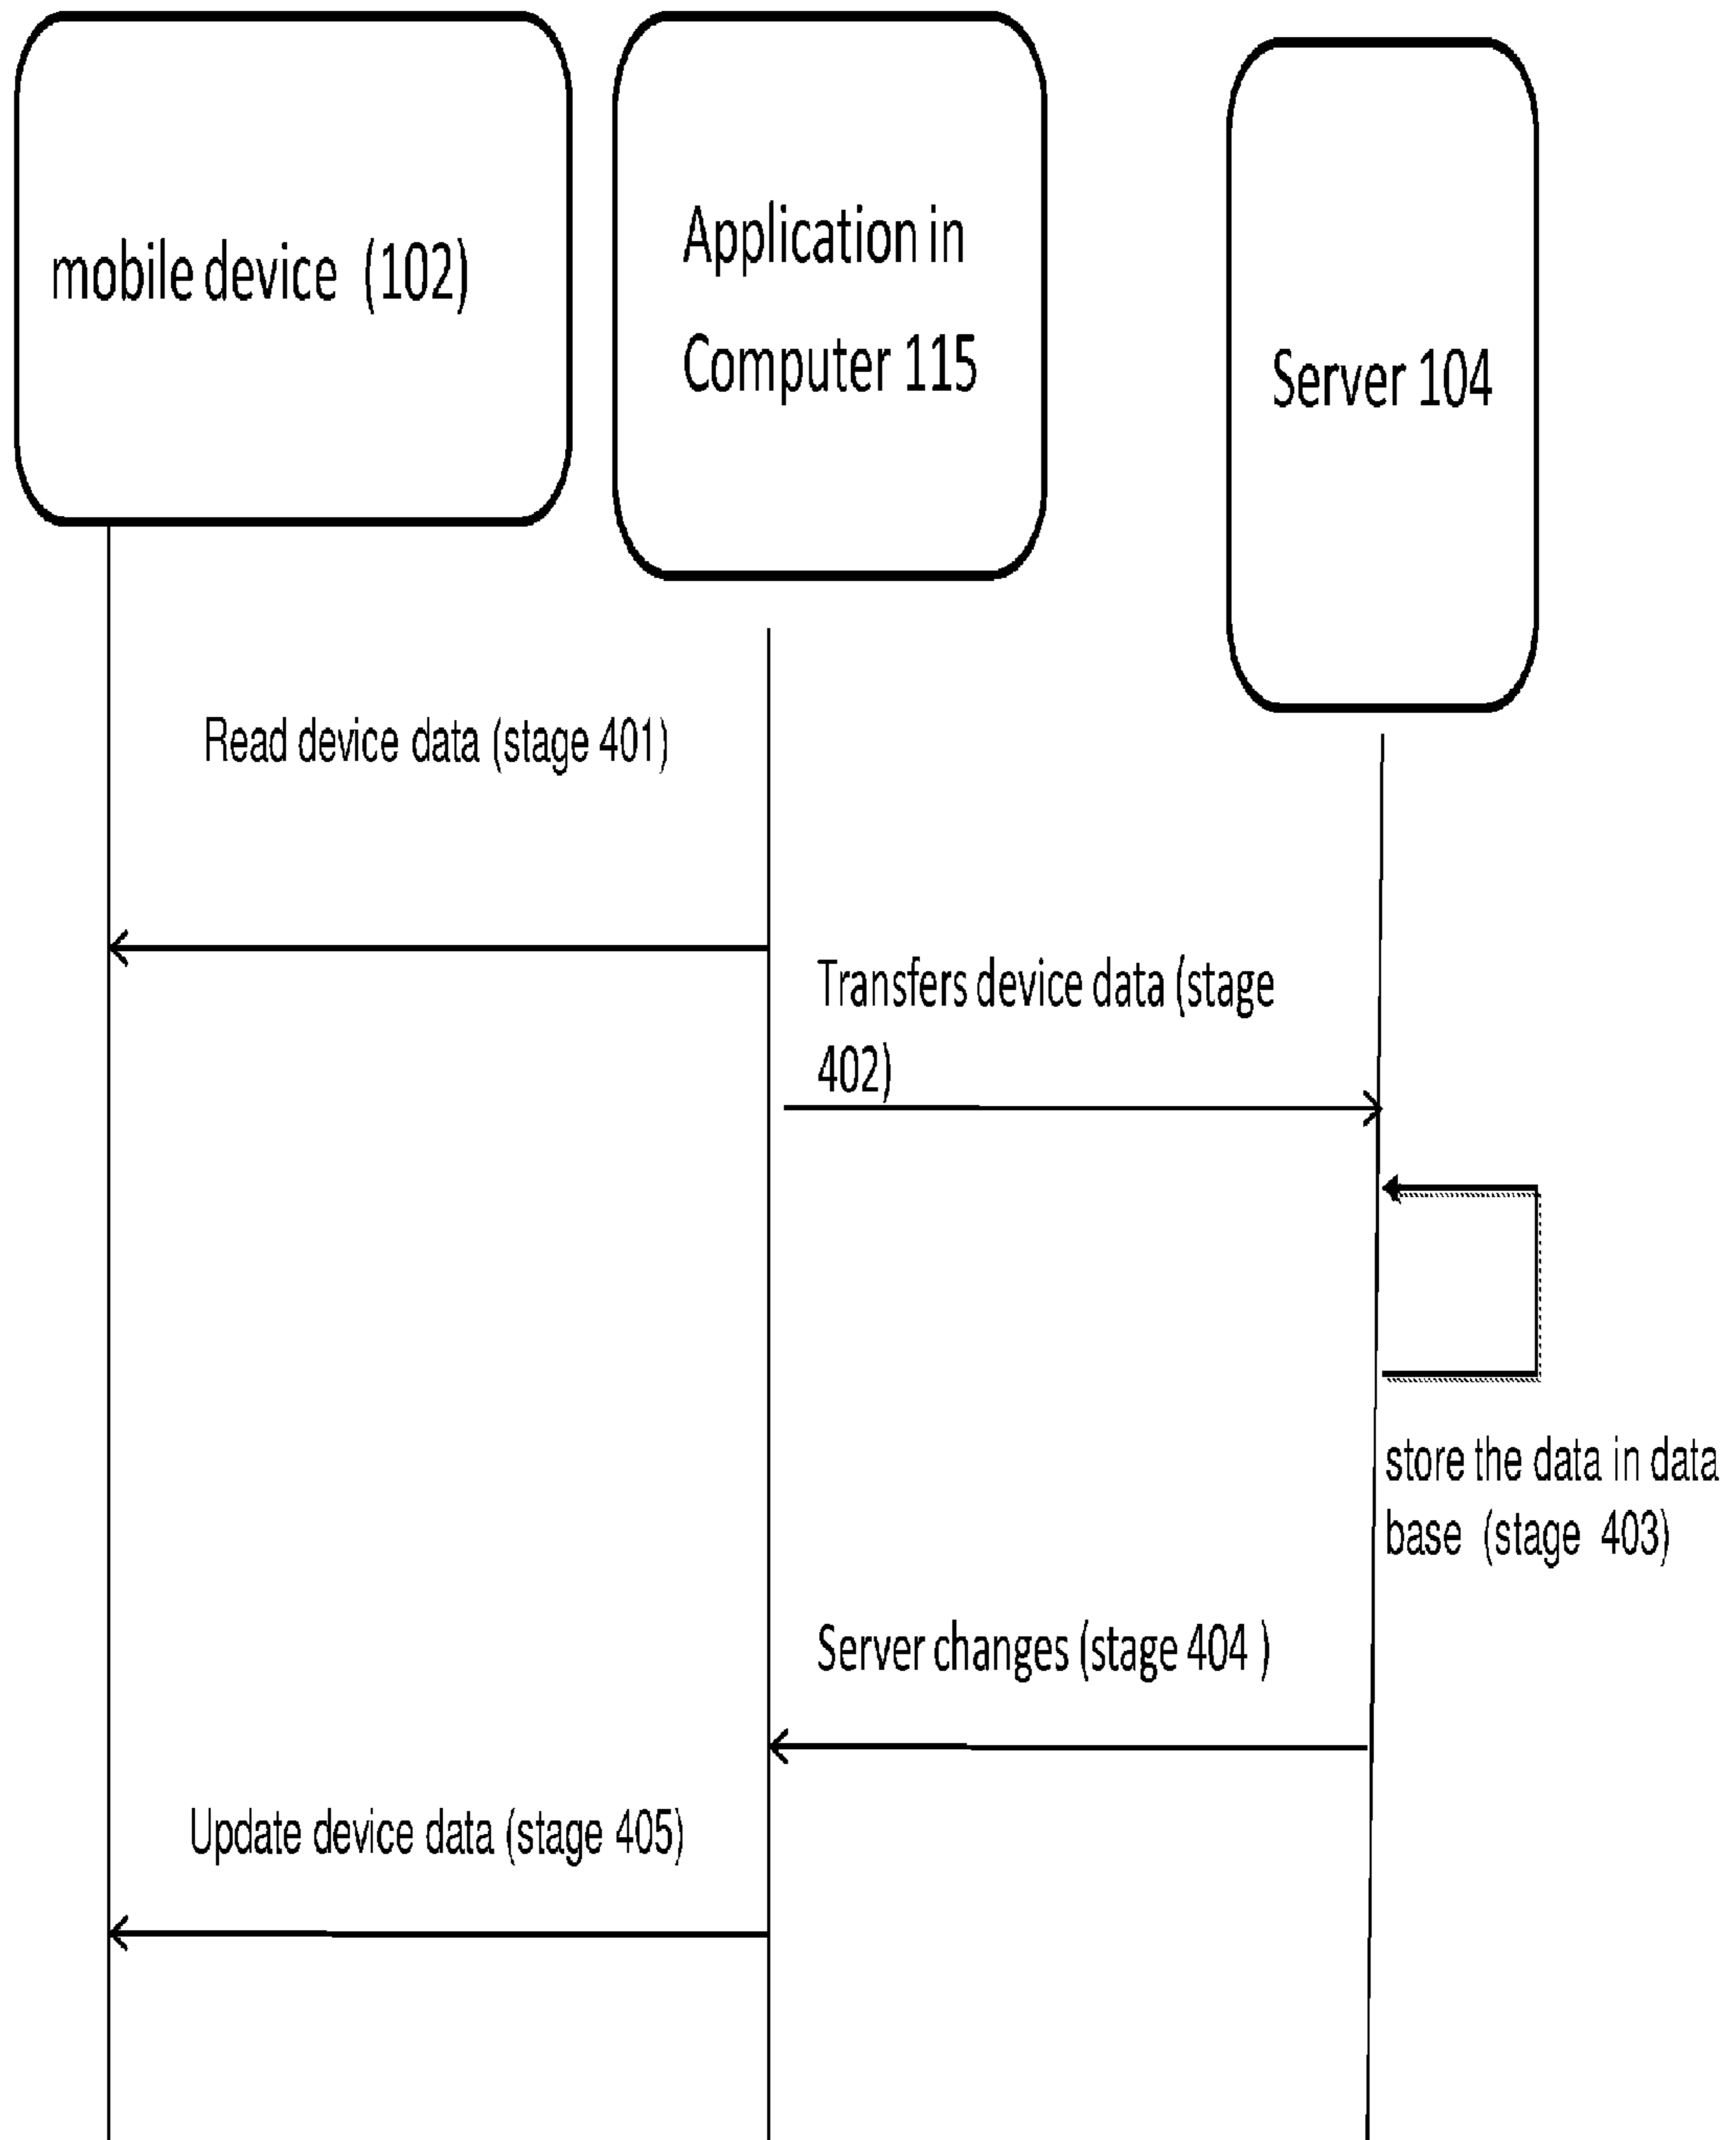 mobile device (102)
Application in
Computer 115
Server 104
Read device data (stage 401)
Transfers device data (stage
402)
store the data in data
base (stage 403)
Server changes (stage 404 )
Update device data (stage 405)